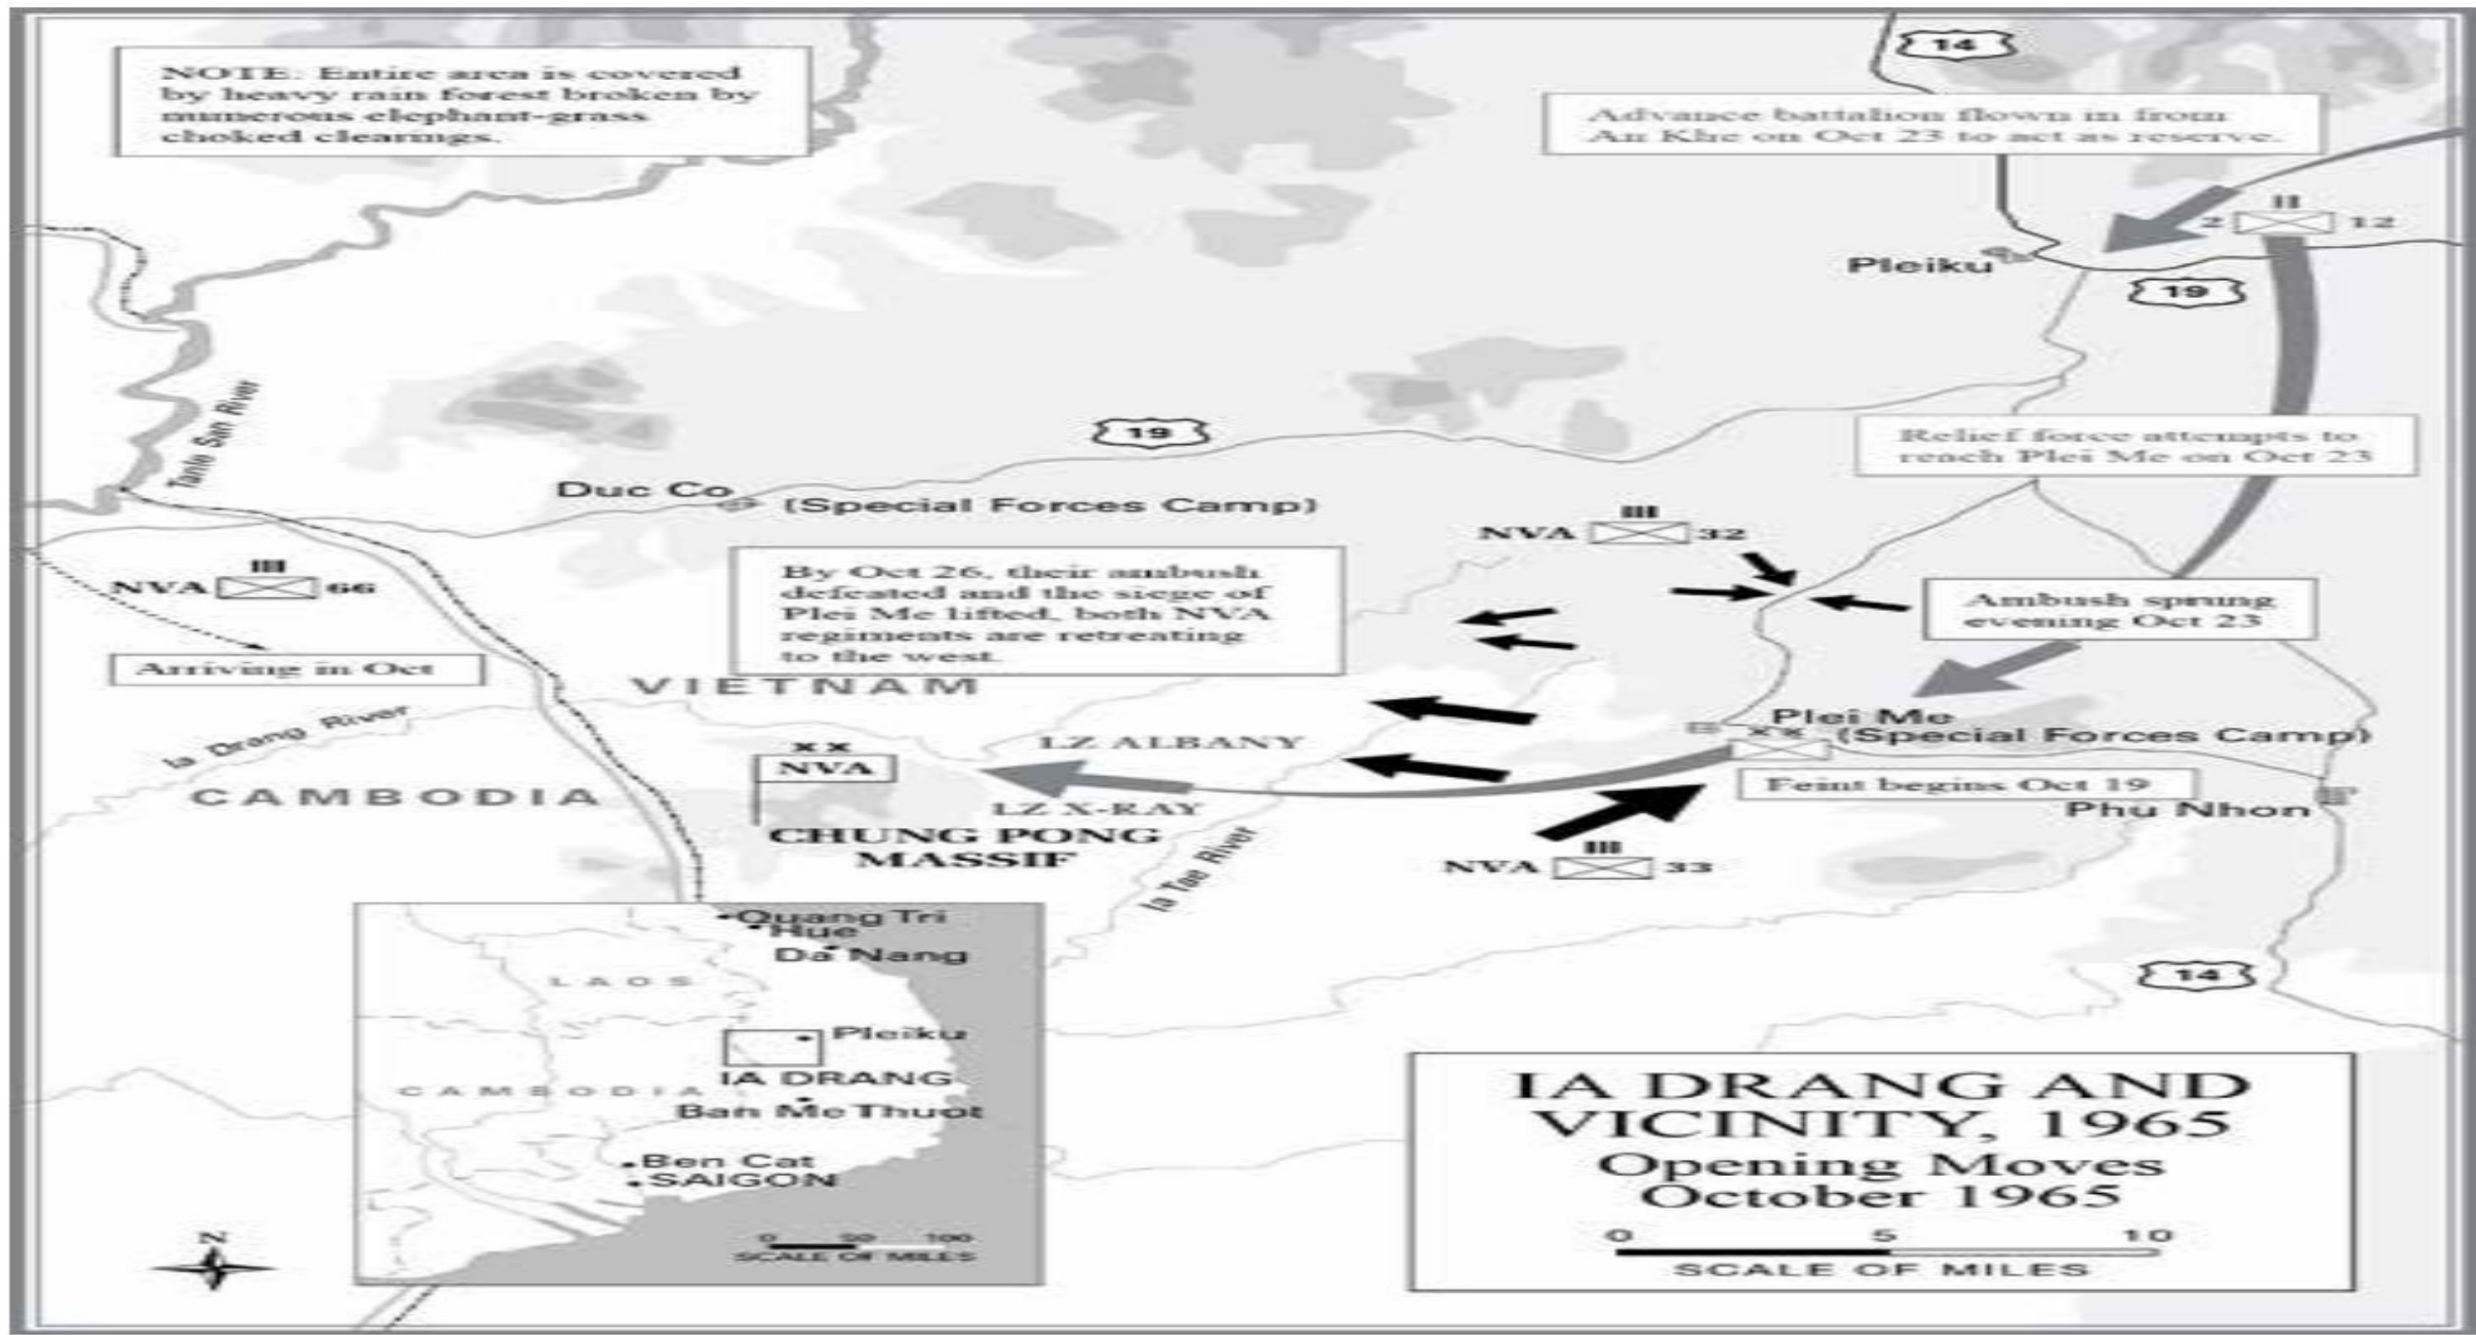 NOTE: Entire area is covered
by heavy rain forest broken by
numerous elephant-grass
choked clearings.
14
Advance battalion flown in from
An Khe on Oct 23 to act as reserve.
II
2 12
Pleiku
19
Tanle San River
19
Relief force attempts to
reach Plei Me on Oct 23
Duc Co
(Special Forces Camp)
III
NVA 32
III
NVA 66
By Oct 26, their ambush
defeated and the siege of
Plei Me lifted, both NVA
regiments are retreating
to the west.
Ambush sprung
evening Oct 23
Arriving in Oct
VIETNAM
Ia Drang River
Plei Me
(Special Forces Camp)
XX
LZ ALBANY
XX
NVA
CAMBODIA
Feint begins Oct 19
LZ X-RAY
Phu Nhon
CHUNG PONG
MASSIF
Ia Tae River
III
NVA 33
Quang Tri
Hue
Da Nang
LAOS
14
Pleiku
IA DRANG
CAMBODIA
Ban Me Thuot
Ben Cat
SAIGON
0 50 100
SCALE OF MILES
N
IA DRANG AND
VICINITY, 1965
Opening Moves
October 1965
0 5 10
SCALE OF MILES